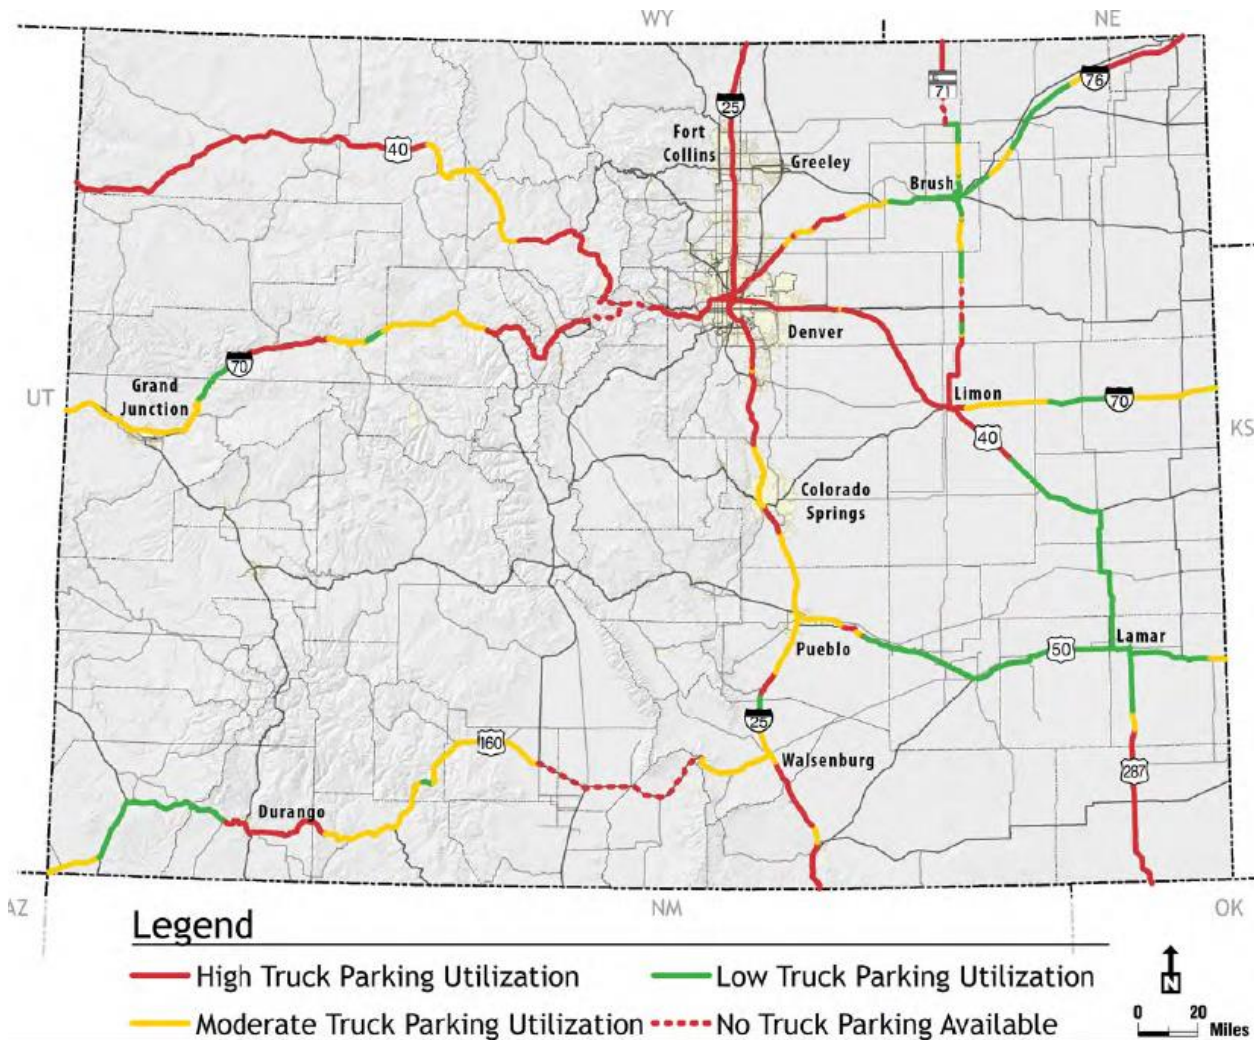 WY
NE
76
71
25
Fort
Collins
Greeley
40
Brush
Denver
70
Grand
Junction
UT
Limon
70
KS
40
Colorado
Springs
Pueblo
50
Lamar
25
160
Walsenburg
287
Durango
AZ
NM
OK
Legend
High Truck Parking Utilization
Low Truck Parking Utilization
Moderate Truck Parking Utilization
No Truck Parking Available
N
0 20
Miles